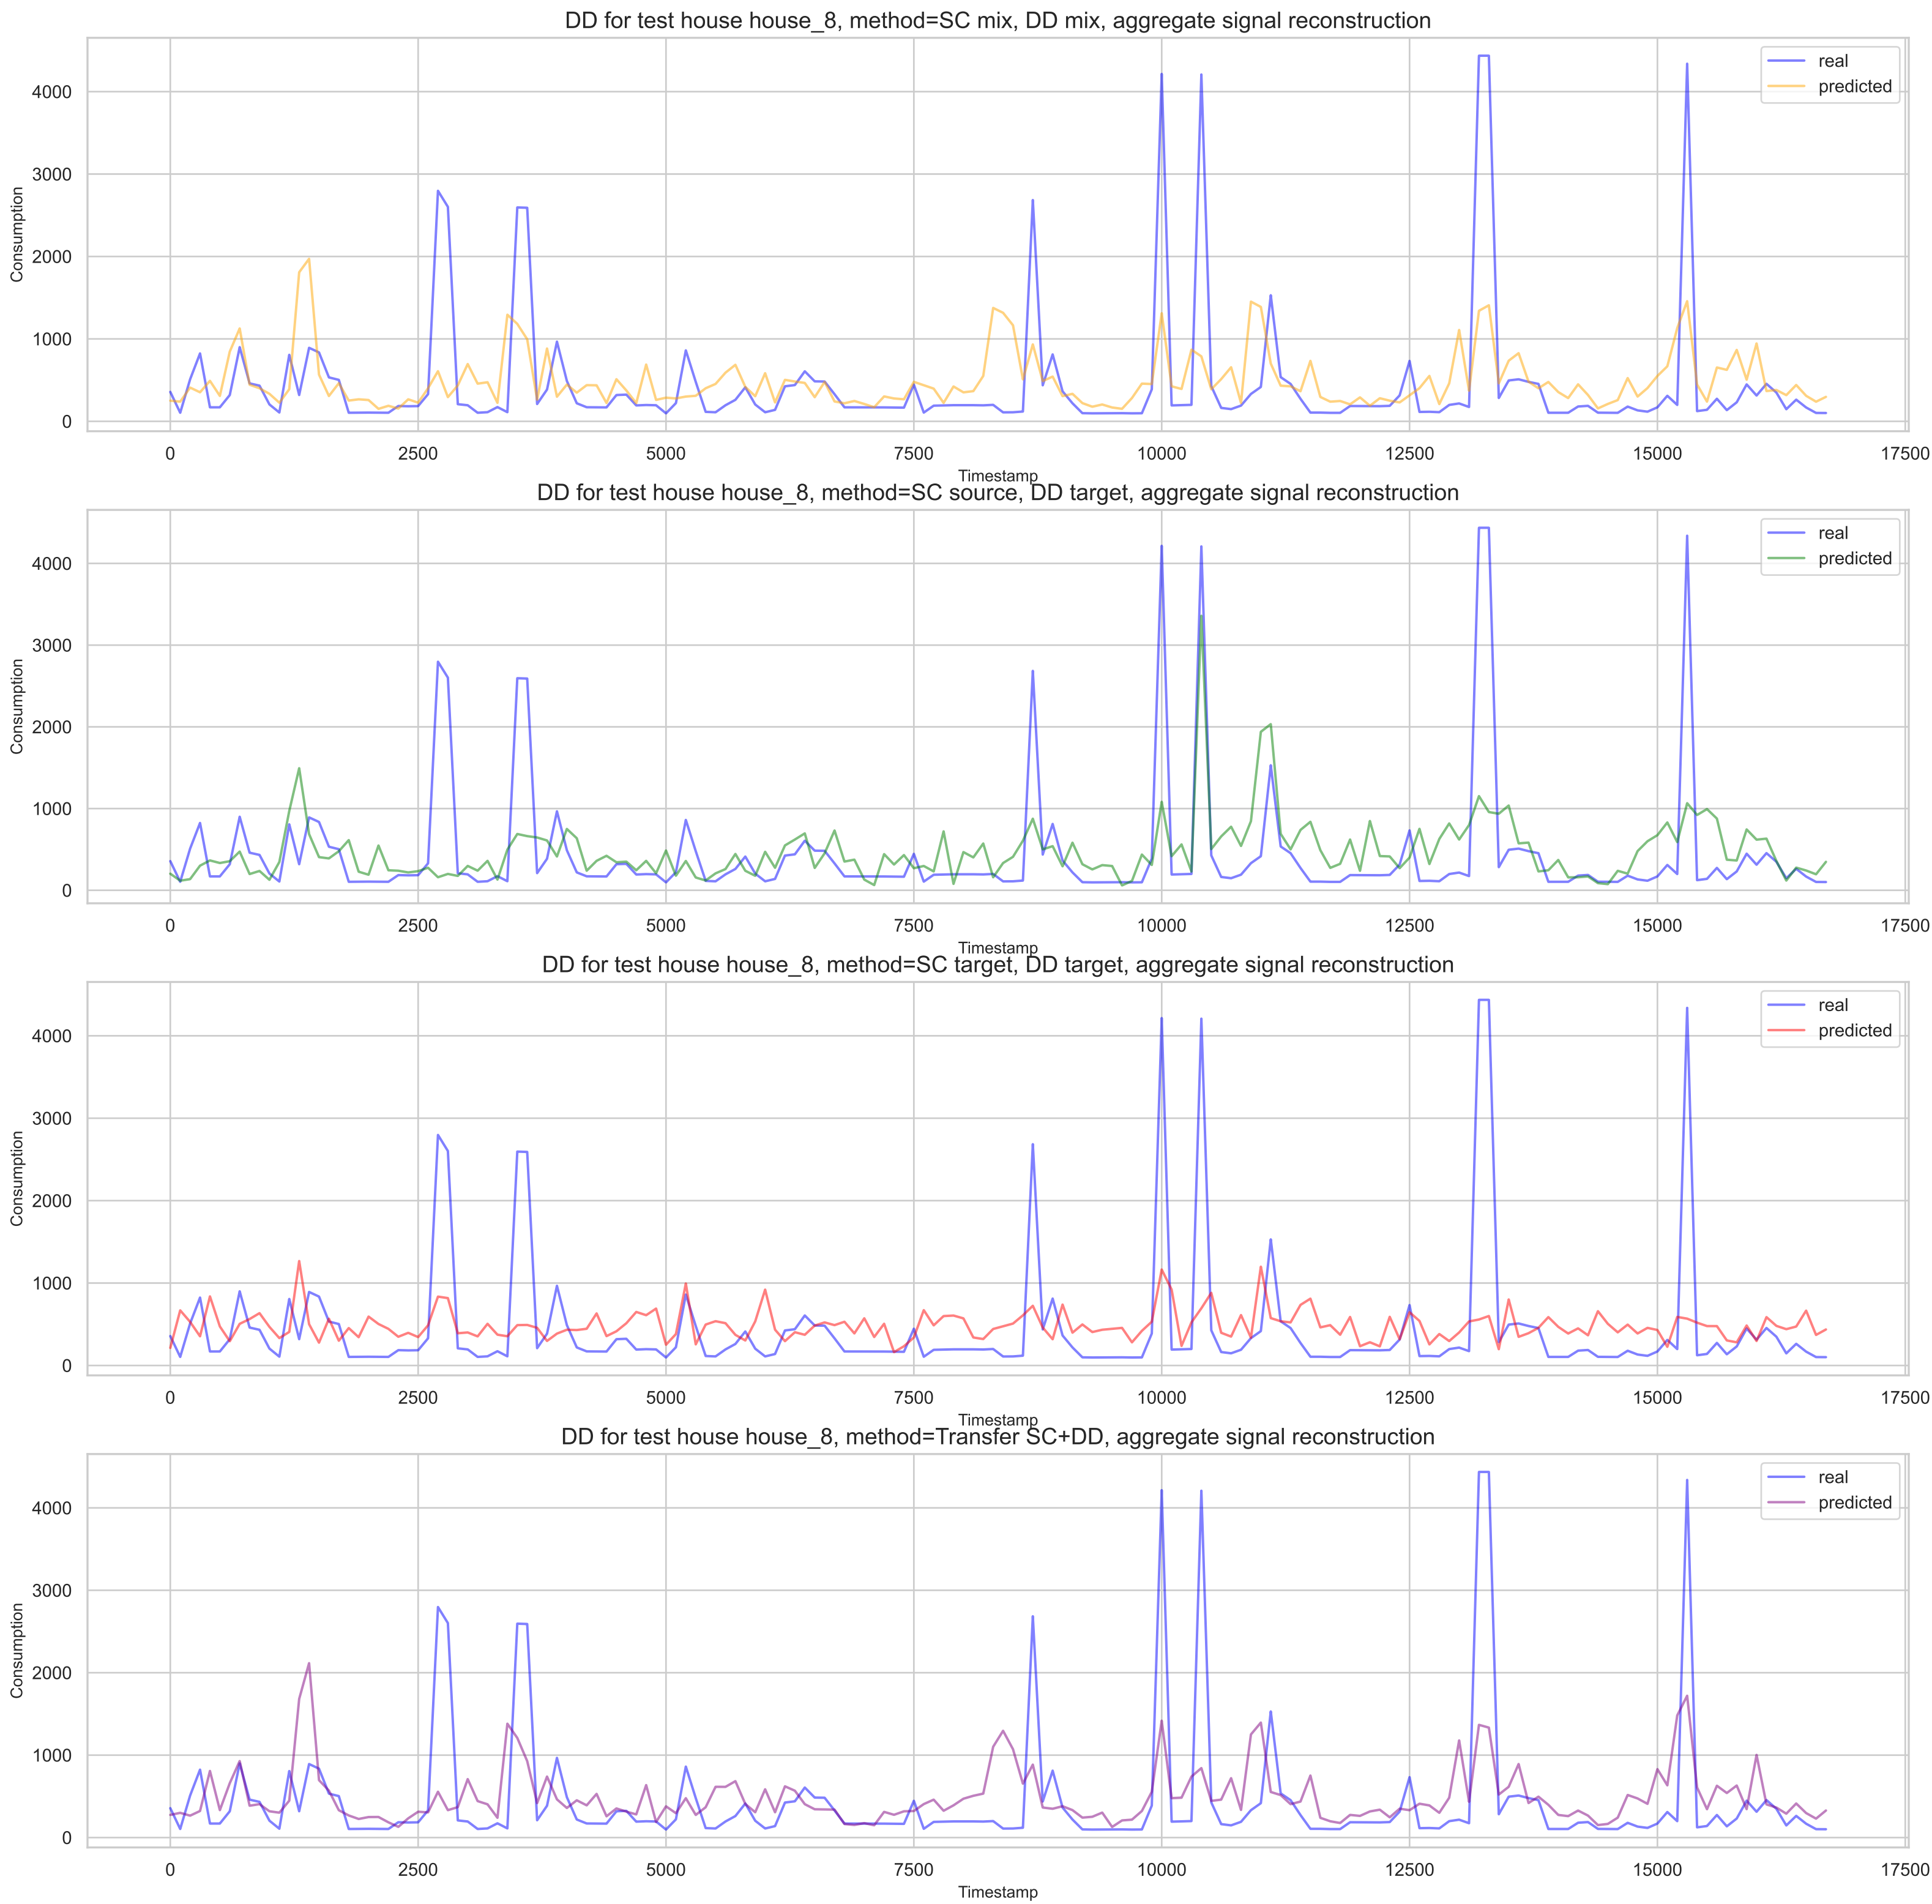 DD for test house house_8, method=SC mix, DD mix, aggregate signal reconstruction
real
predicted
4000
3000
2000
1000
0
Consumption
0 2500 5000 7500 10000 12500 15000 17500
Timestamp
DD for test house house_8, method=SC source, DD target, aggregate signal reconstruction
real
predicted
4000
3000
2000
1000
0
Consumption
0 2500 5000 7500 10000 12500 15000 17500
Timestamp
DD for test house house_8, method=SC target, DD target, aggregate signal reconstruction
real
predicted
4000
3000
2000
1000
0
Consumption
0 2500 5000 7500 10000 12500 15000 17500
Timestamp
DD for test house house_8, method=Transfer SC+DD, aggregate signal reconstruction
real
predicted
4000
3000
2000
1000
0
Consumption
0 2500 5000 7500 10000 12500 15000 17500
Timestamp